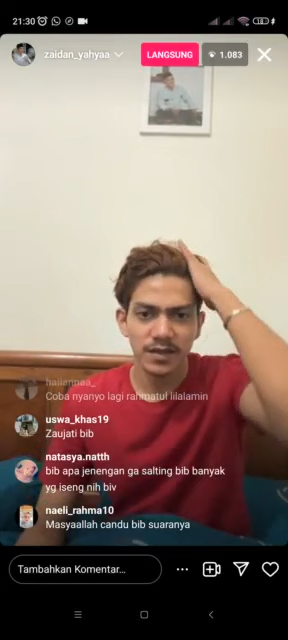 21:30
zaidan_yahyaa
LANGSUNG
1.083
hailannaa_
Coba nyanyo lagi rahmatul lilalamin
uswa_khas19
Zaujati bib
natasya.natth
bib apa jenengan ga salting bib banyak
yg iseng nih biv
naeli_rahma10
Masyaallah candu bib suaranya
Tambahkan Komentar...